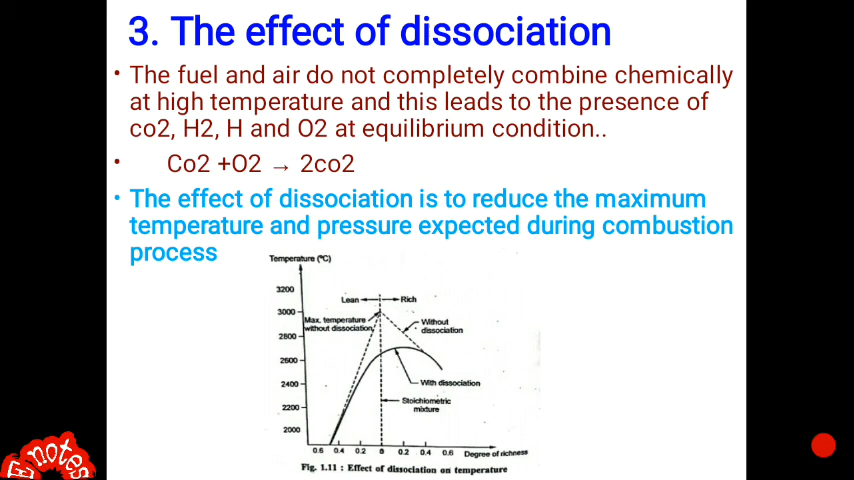 3. The effect of dissociation
• The fuel and air do not completely combine chemically
at high temperature and this leads to the presence of
co2, H2, H and O2 at equilibrium condition..
• Co2 +O2 → 2co2
• The effect of dissociation is to reduce the maximum
temperature and pressure expected during combustion
process
Temperature (°C)
3200
Lean
Rich
3000
Max. temperature
without dissociation
Without
dissociation
2800
2600
2400
With dissociation
Stoichiometric
mixture
2200
2000
0.6 0.4 0.2 0 0.2 0.4 0.6 Degree of richness
Fig. 1.11 : Effect of dissociation on temperature
E notes